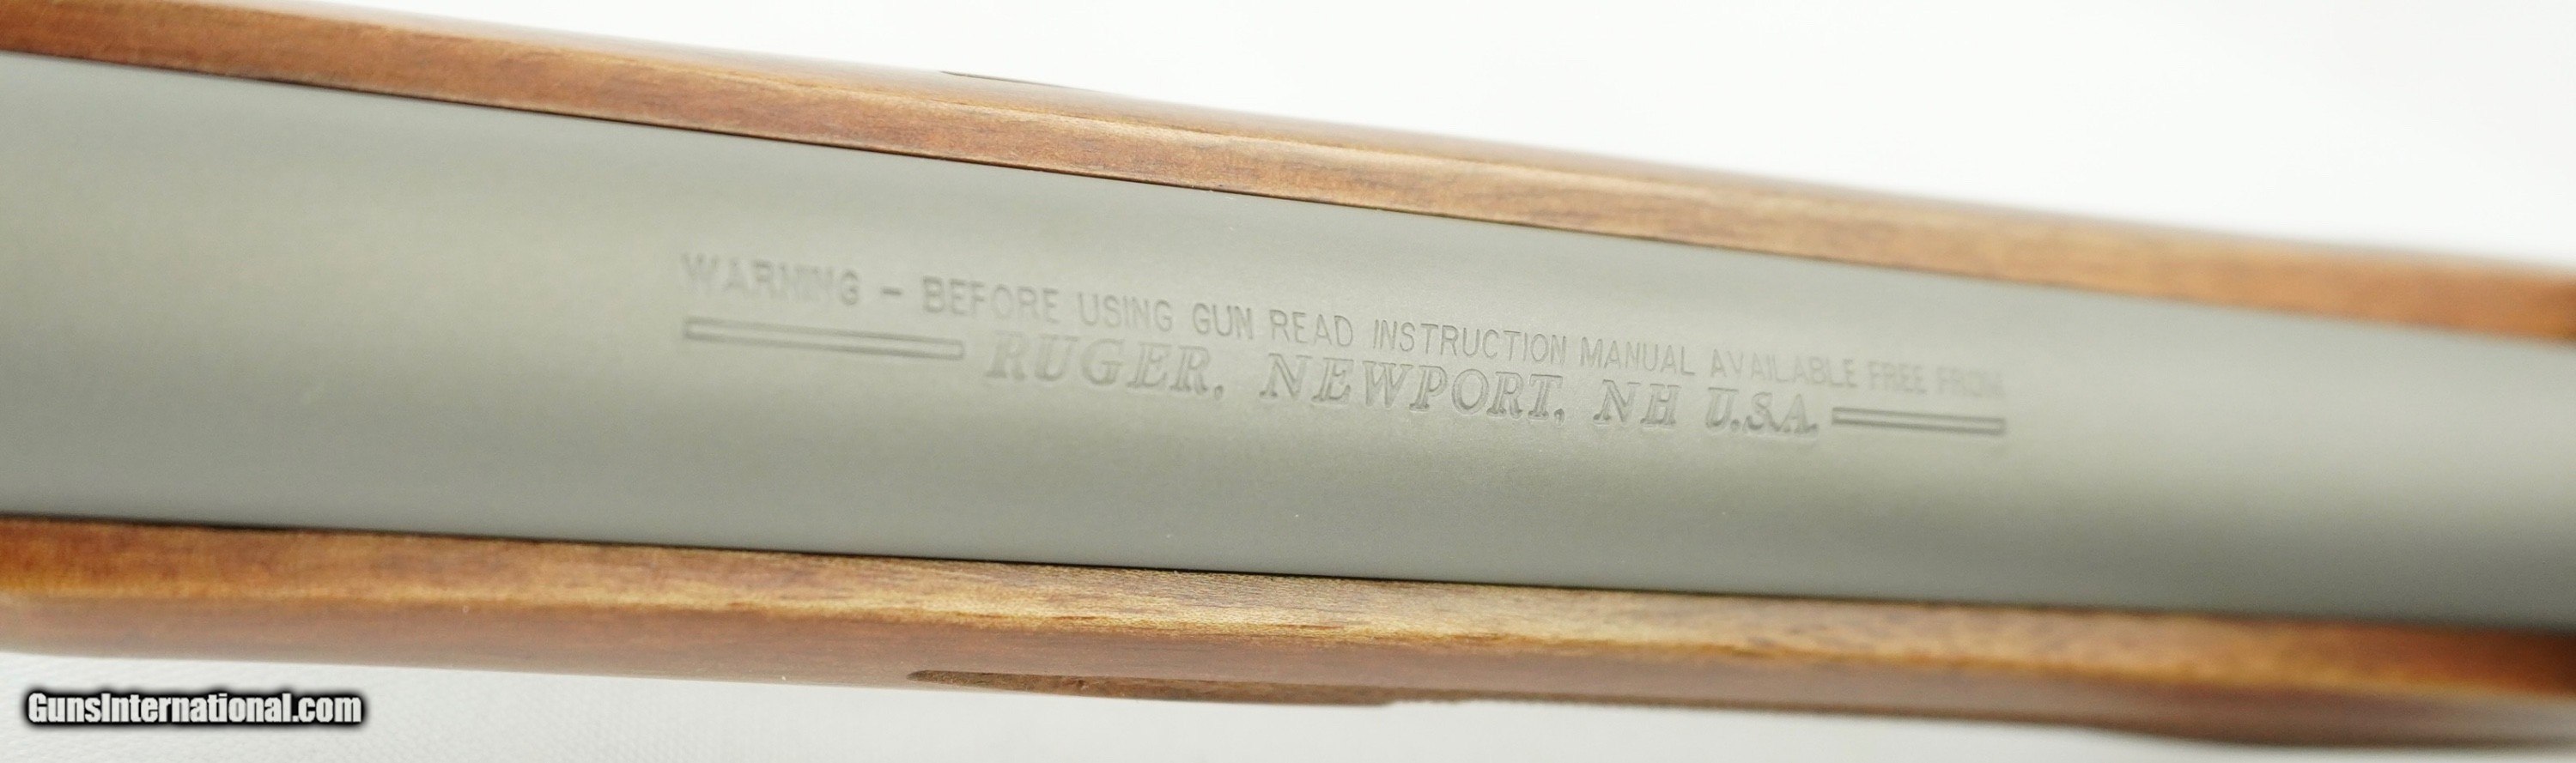 WARNING - BEFORE USING GUN READ INSTRUCTION MANUAL AVAILABLE FREE FROM
RUGER, NEWPORT, NH U.S.A.
GunsInternational.com